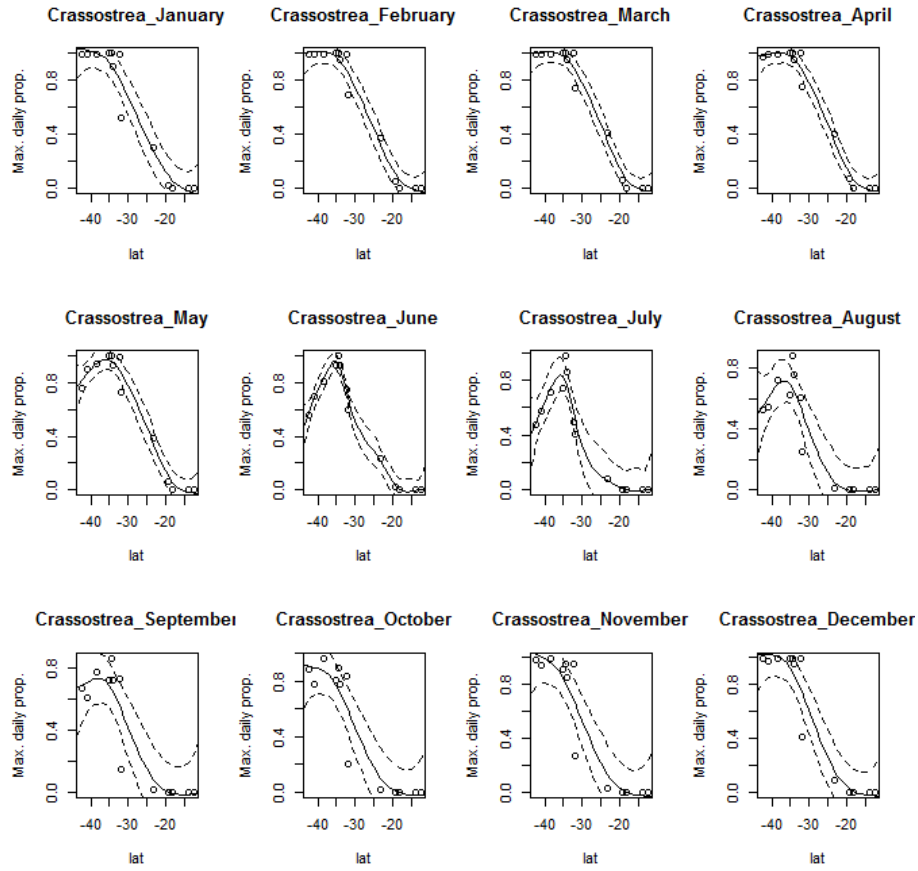 Crassostrea_January
Crassostrea_February
Crassostrea_March
Crassostrea_April
Max. daily prop.
0.0 0.4 0.8
-40 -30 -20
lat
Max. daily prop.
0.0 0.4 0.8
-40 -30 -20
lat
Max. daily prop.
0.0 0.4 0.8
-40 -30 -20
lat
Max. daily prop.
0.0 0.4 0.8
-40 -30 -20
lat
Crassostrea_May
Crassostrea_June
Crassostrea_July
Crassostrea_August
Max. daily prop.
0.0 0.4 0.8
-40 -30 -20
lat
Max. daily prop.
0.0 0.4 0.8
-40 -30 -20
lat
Max. daily prop.
0.0 0.4 0.8
-40 -30 -20
lat
Max. daily prop.
0.0 0.4 0.8
-40 -30 -20
lat
Crassostrea_September
Crassostrea_October
Crassostrea_November
Crassostrea_December
Max. daily prop.
0.0 0.4 0.8
-40 -30 -20
lat
Max. daily prop.
0.0 0.4 0.8
-40 -30 -20
lat
Max. daily prop.
0.0 0.4 0.8
-40 -30 -20
lat
Max. daily prop.
0.0 0.4 0.8
-40 -30 -20
lat